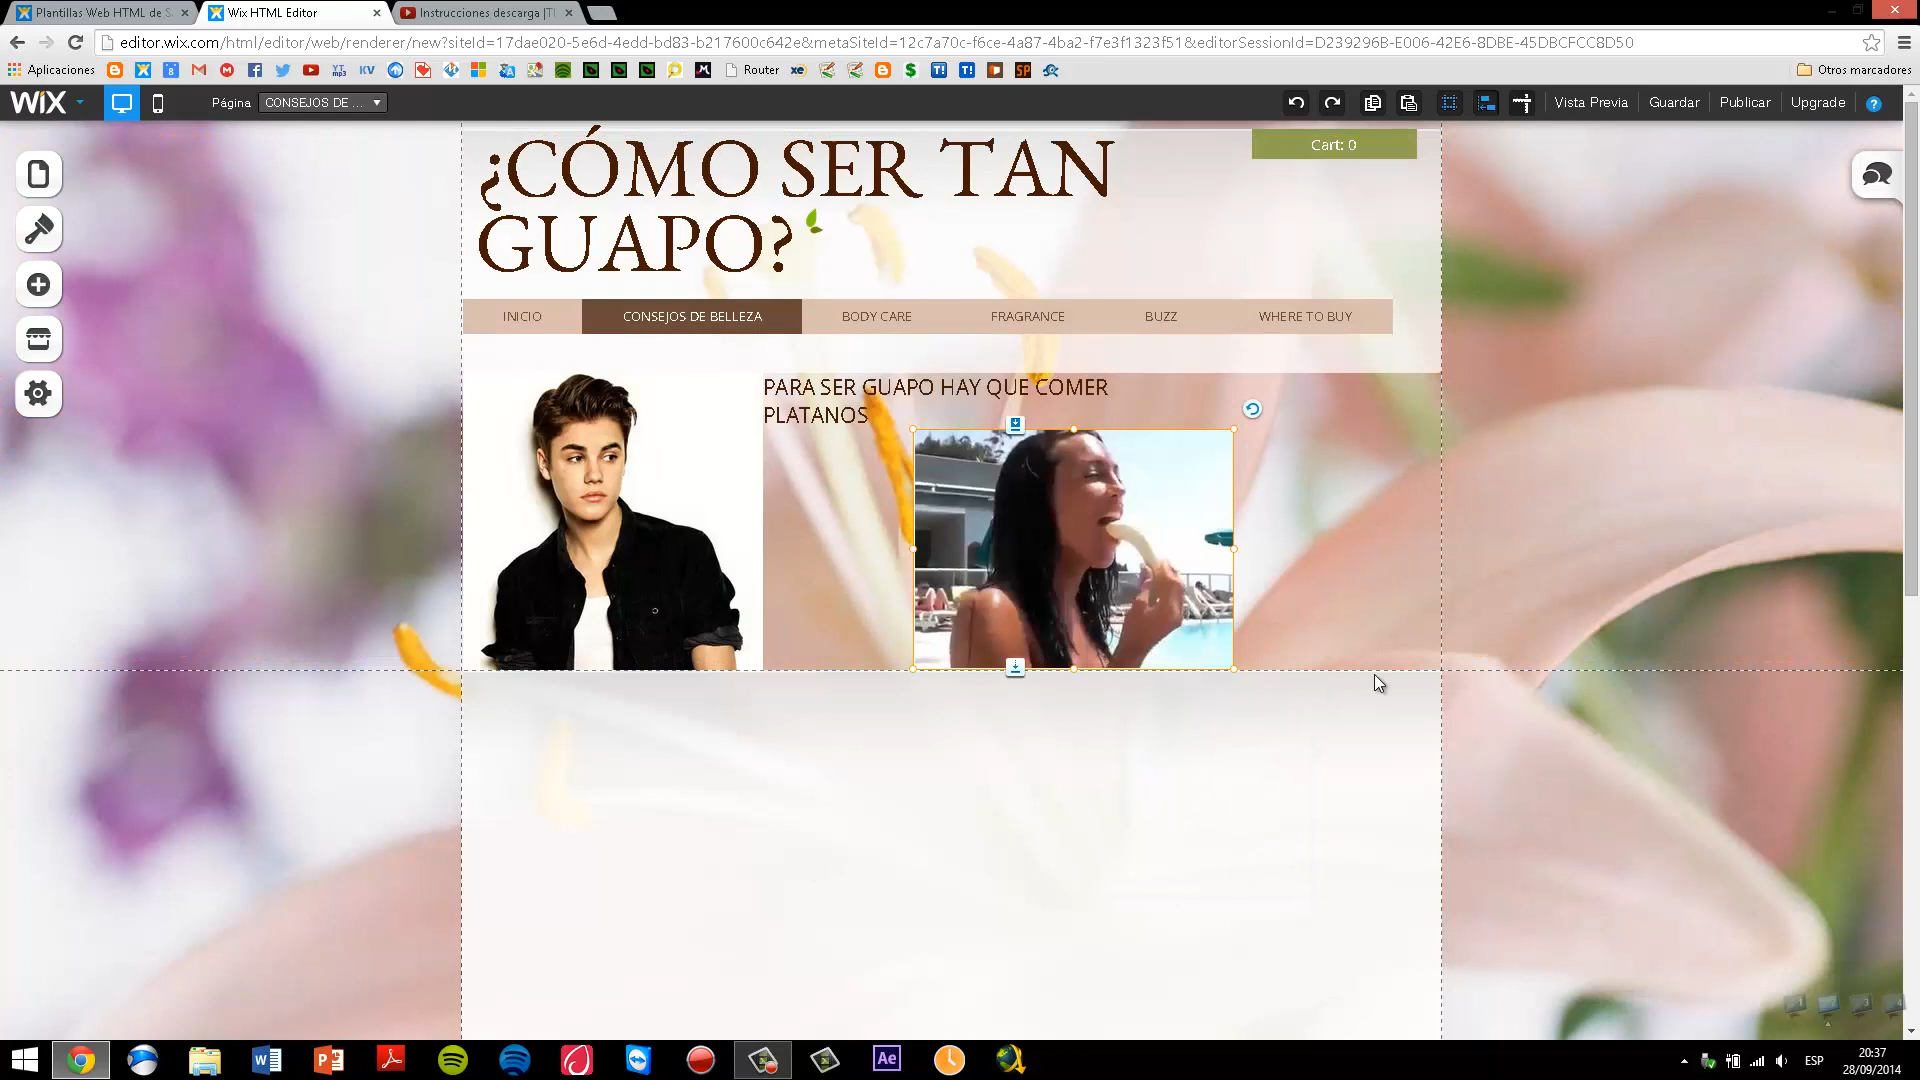 Plantillas Web HTML de S
Wix HTML Editor
Instrucciones descarga |T
editor.wix.com/html/editor/web/renderer/new?siteId=17dae020-5e6d-4edd-bd83-b217600c642e&metaSiteId=12c7a70c-f6ce-4a87-4ba2-f7e3f1323f51&editorSessionId=D239296B-E006-42E6-8DBE-45DBCFCC8D50
Aplicaciones
Router
Otros marcadores
WiX
Página
CONSEJOS DE ...
Vista Previa
Guardar
Publicar
Upgrade
?
¿CÓMO SER TAN
GUAPO?
Cart: 0
INICIO
CONSEJOS DE BELLEZA
BODY CARE
FRAGRANCE
BUZZ
WHERE TO BUY
PARA SER GUAPO HAY QUE COMER
PLATANOS
Ae
ESP
20:37
28/09/2014